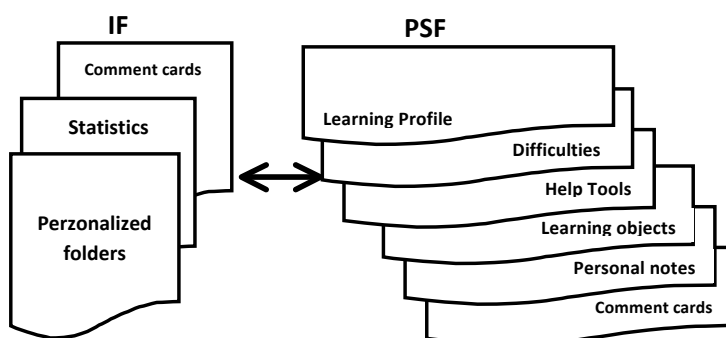 IF
Comment cards
Statistics
Perzonalized
folders
PSF
Learning Profile
Difficulties
Help Tools
Learning objects
Personal notes
Comment cards